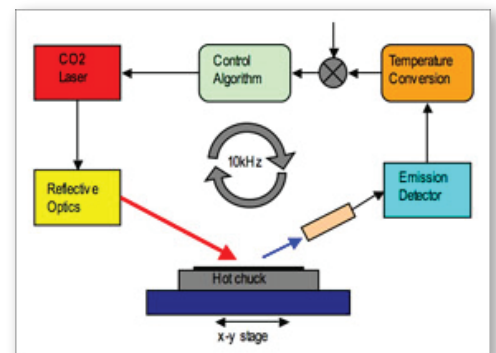 CO2
Laser
Control
Algorithm
Temperature
Conversion
10kHz
Reflective
Optics
Emission
Detector
Hot chuck
x-y stage